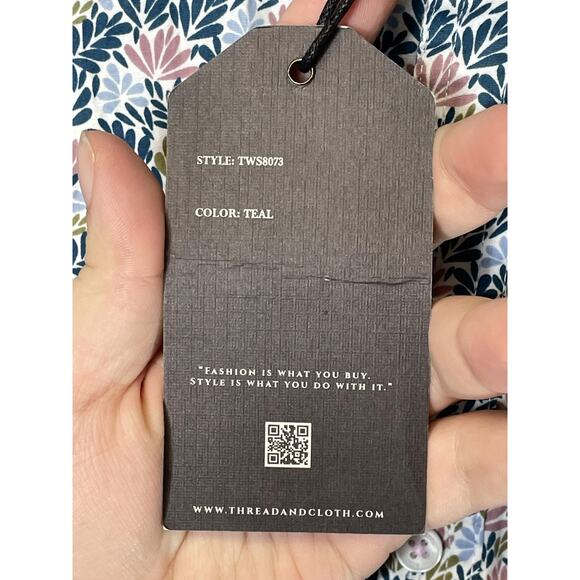 STYLE: TWS8073
COLOR: TEAL
"FASHION IS WHAT YOU BUY.
STYLE IS WHAT YOU DO WITH IT."
WWW.THREADANDCLOTH.COM